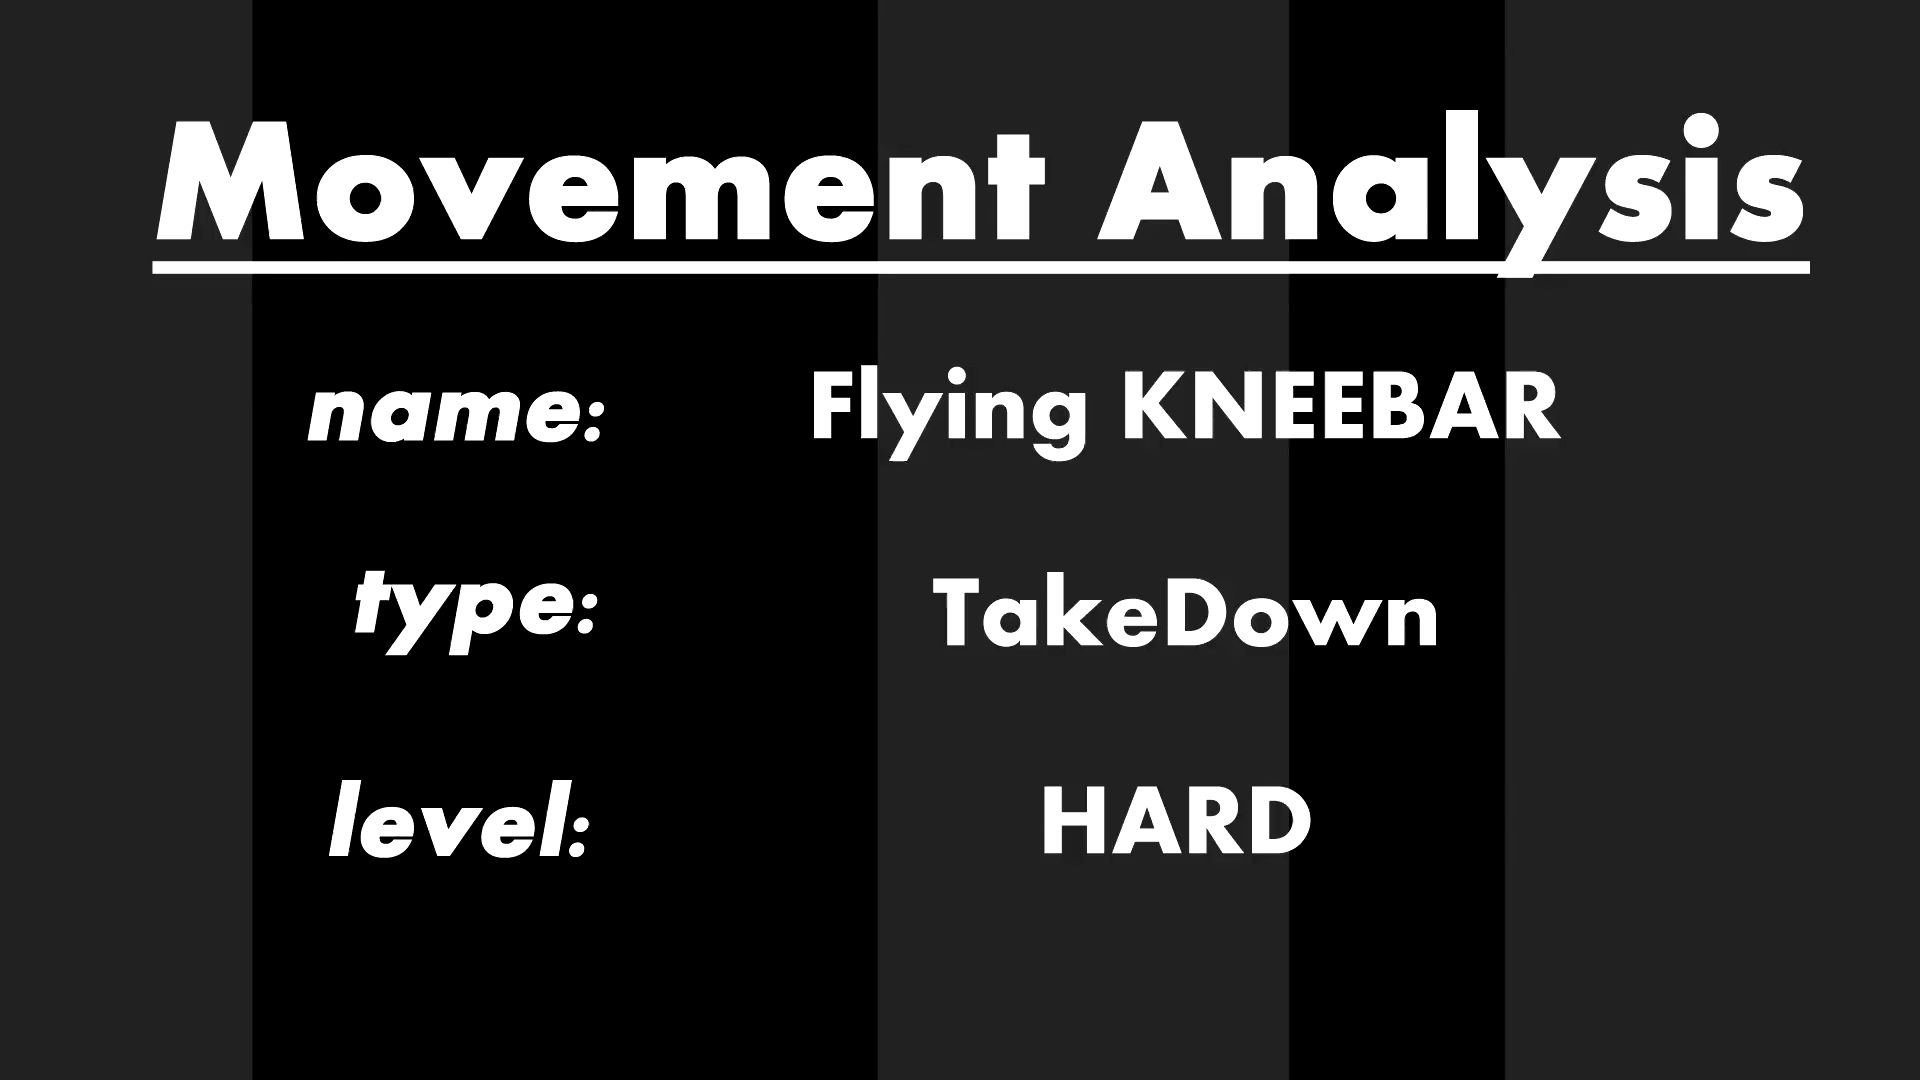 Movement Analysis
name: Flying KNEEBAR
type: TakeDown
level: HARD